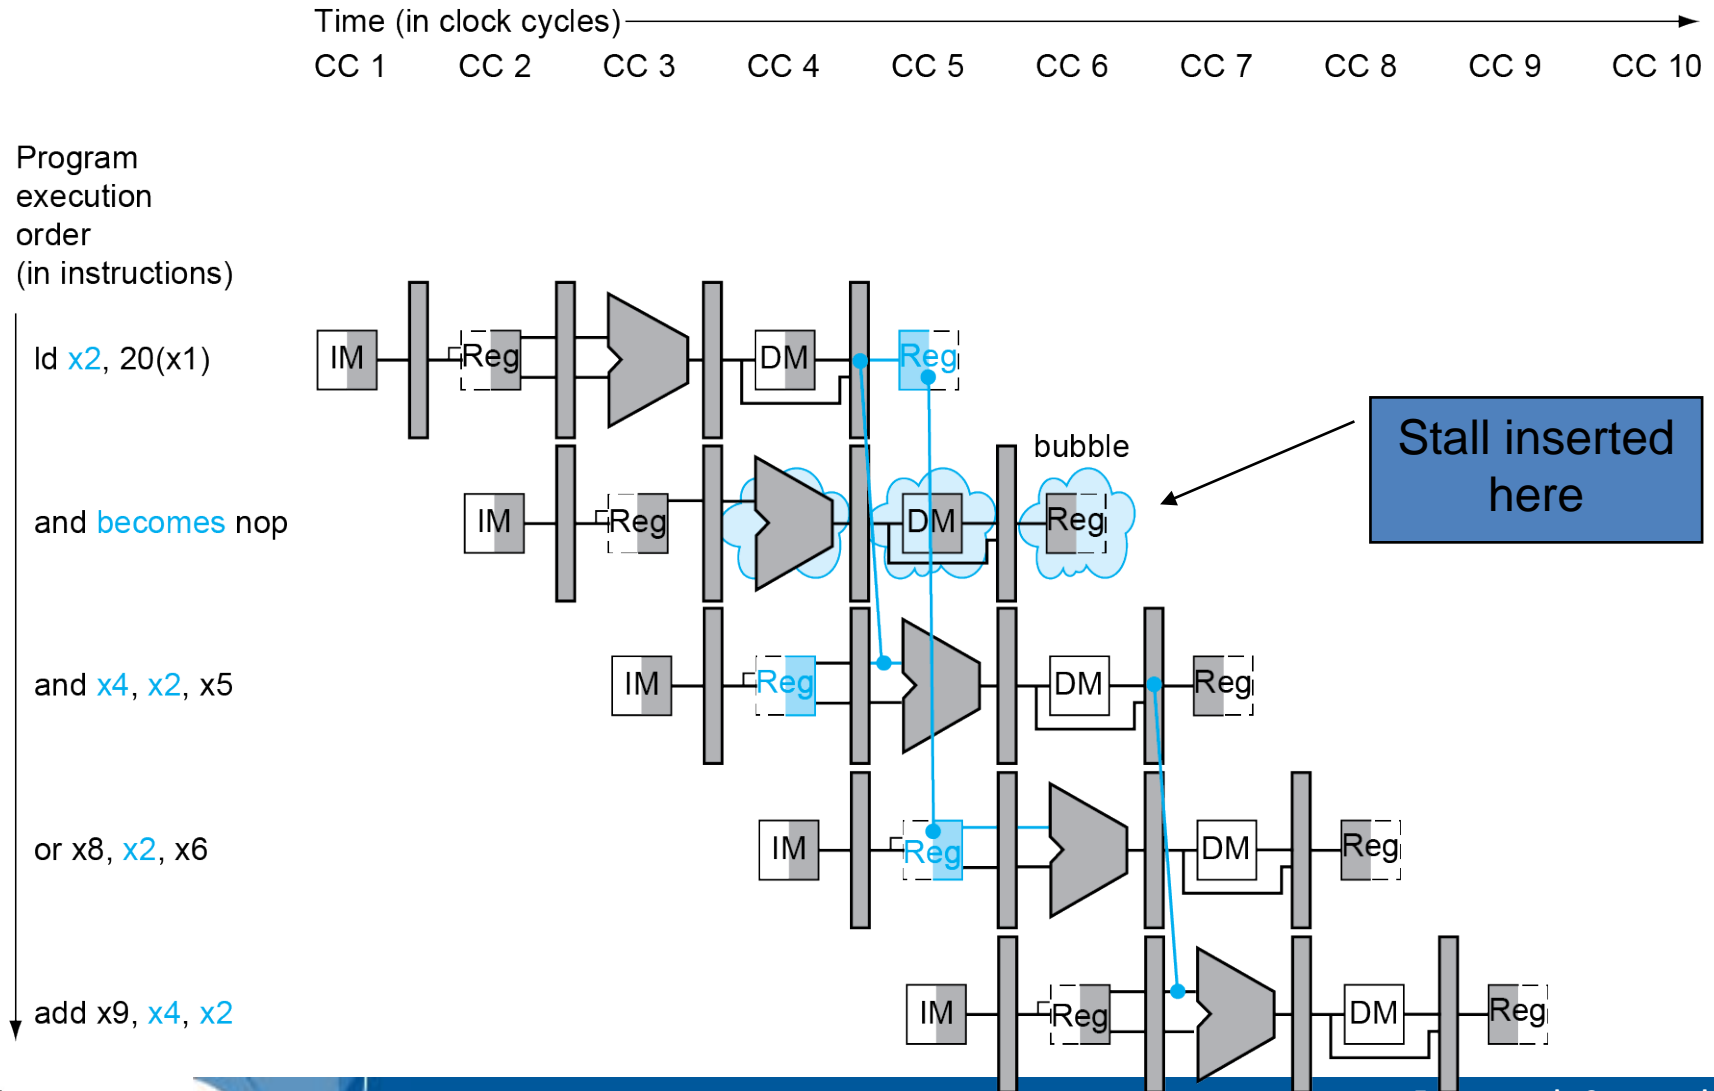 Time (in clock cycles)
CC 1 CC 2 CC 3 CC 4 CC 5 CC 6 CC 7 CC 8 CC 9 CC 10
Program
execution
order
(in instructions)
ld x2, 20(x1)
IM Reg DM Reg
bubble
Stall inserted
here
and becomes nop
IM Reg DM Reg
and x4, x2, x5
IM Reg DM Reg
or x8, x2, x6
IM Reg DM Reg
add x9, x4, x2
IM Reg DM Reg